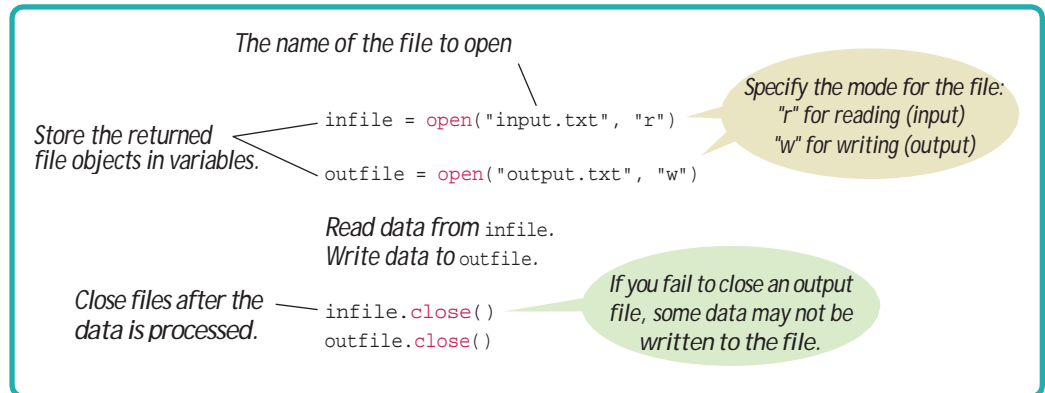 The name of the file to open
Specify the mode for the file:
"r" for reading (input)
"w" for writing (output)
Store the returned
file objects in variables.
infile = open("input.txt", "r")
outfile = open("output.txt", "w")
Read data from infile.
Write data to outfile.
Close files after the
data is processed.
infile.close()
outfile.close()
If you fail to close an output
file, some data may not be
written to the file.